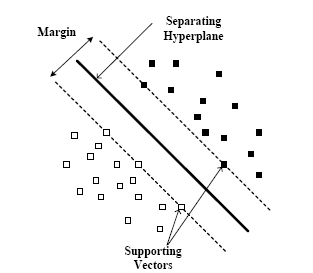 Separating
Hyperplane
Margin
Supporting
Vectors